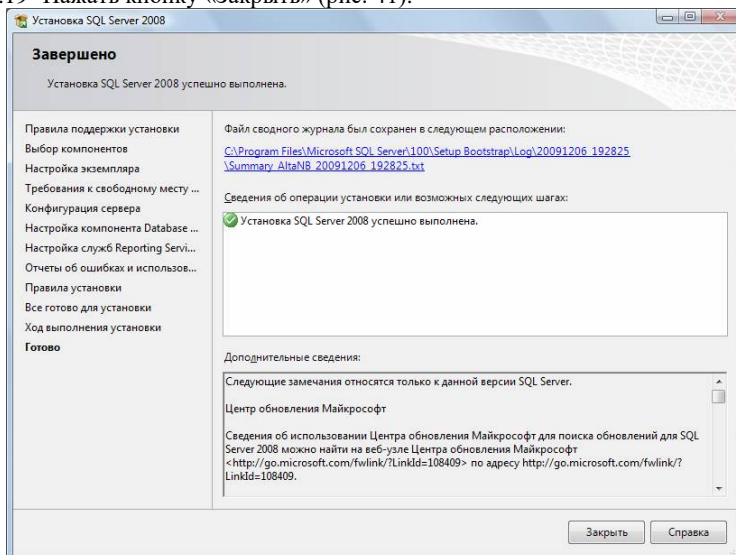 .19 Нажать кнопку «Закрыть» (рис. 41).
Установка SQL Server 2008
Завершено
Установка SQL Server 2008 успешно выполнена.
Правила поддержки установки
Выбор компонентов
Настройка экземпляра
Требования к свободному месту ...
Конфигурация сервера
Настройка компонента Database ...
Настройка служб Reporting Servi...
Отчеты об ошибках и использов...
Правила установки
Все готово для установки
Ход выполнения установки
Готово
Файл сводного журнала был сохранен в следующем расположении:
C:\Program Files\Microsoft SQL Server\100\Setup Bootstrap\Log\20091206_192825
\Summary_AltaNB_20091206_192825.txt
Сведения об операции установки или возможных следующих шагах:
Установка SQL Server 2008 успешно выполнена.
Дополнительные сведения:
Следующие замечания относятся только к данной версии SQL Server.
Центр обновления Майкрософт
Сведения об использовании Центра обновления Майкрософт для поиска обновлений для SQL
Server 2008 можно найти на веб-узле Центра обновления Майкрософт
<http://go.microsoft.com/fwlink/?LinkId=108409> по адресу http://go.microsoft.com/fwlink/?
LinkId=108409.
Закрыть
Справка